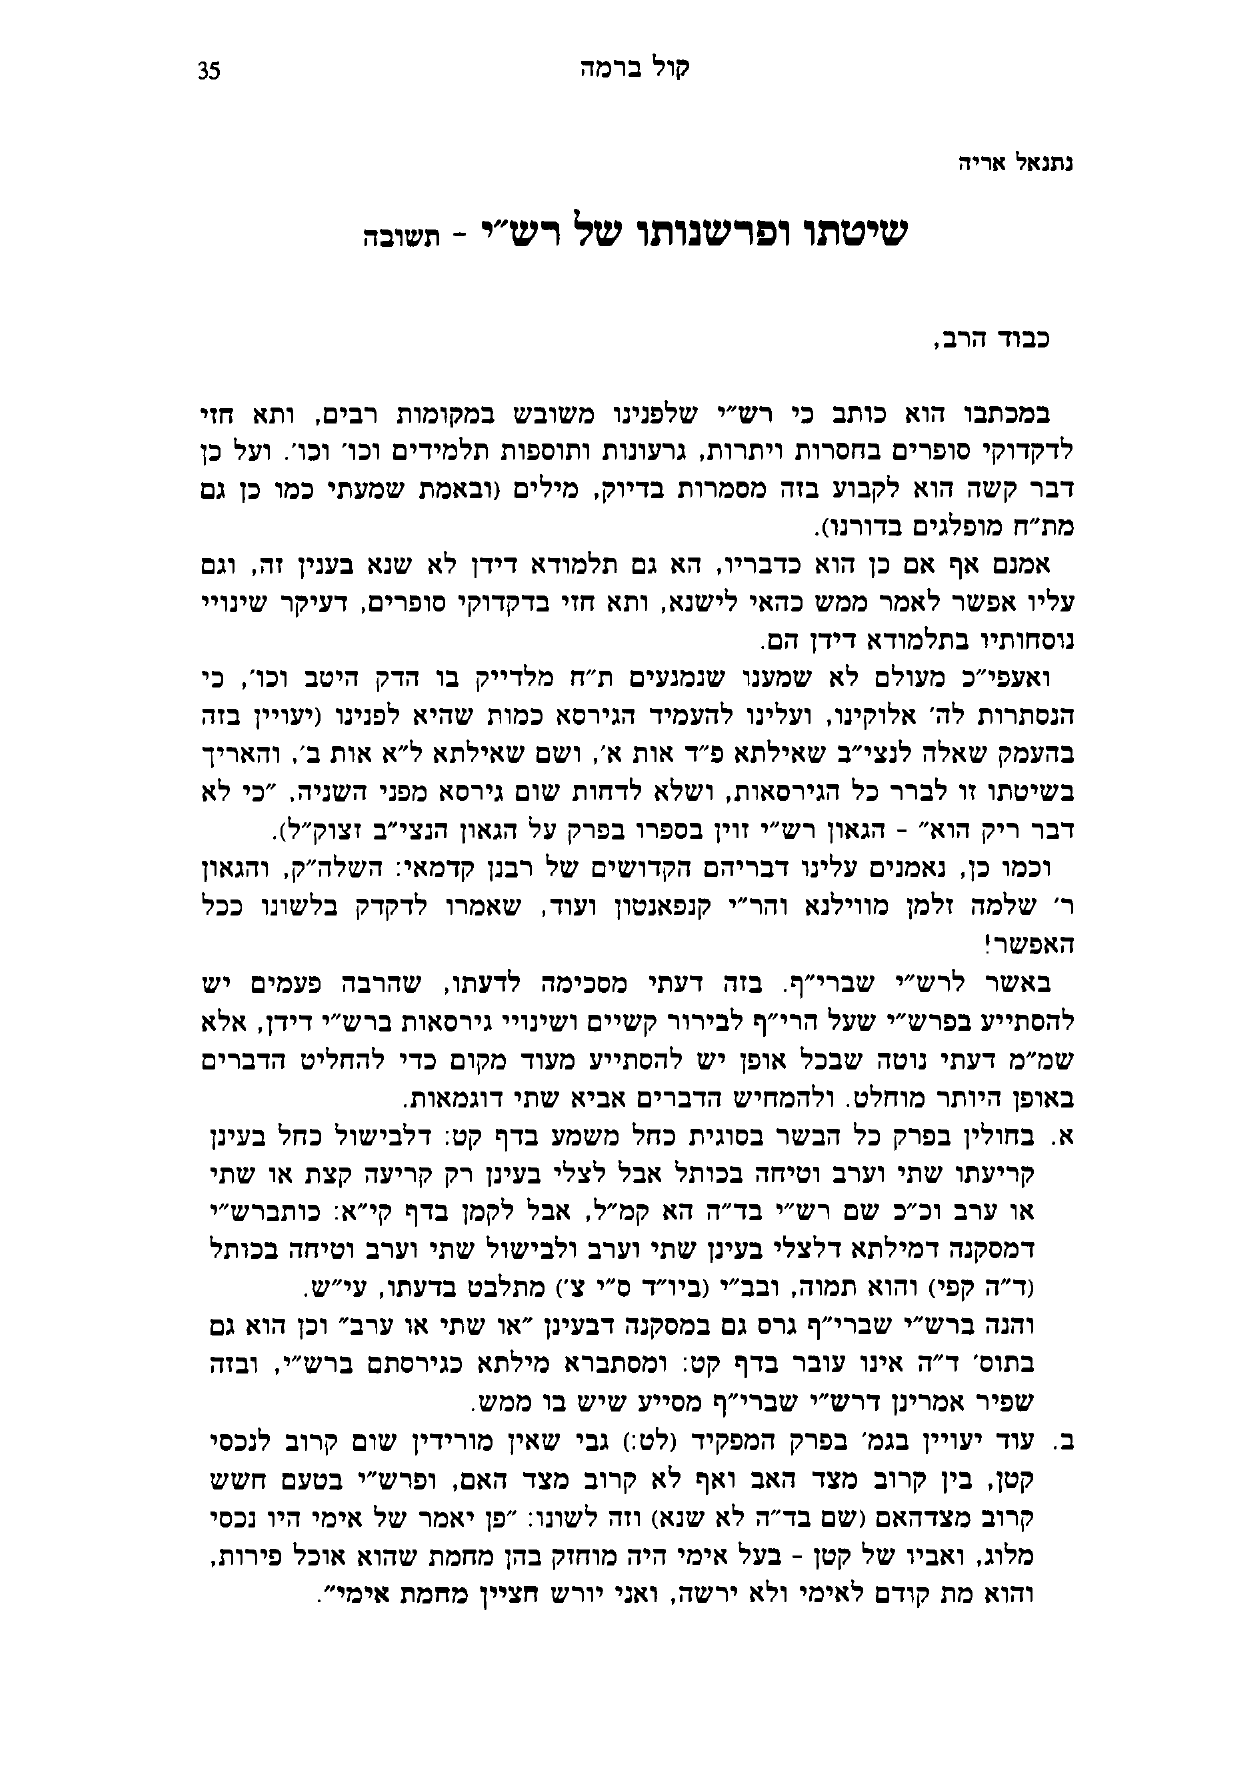 קול ברמה 35
נתנאל אריה
שיטתו ופרשנותו של רש״י - תשובה
כבוד הרב,
במכתבו הוא כותב כי רש״י שלפנינו משובש במקומות רבים, ותא חזי
לדקדוקי סופרים בחסרות ויתרות, גרעונות ותוספות תלמידים וכו׳ וכו׳. ועל כן
דבר קשה הוא לקבוע בזה מסמרות בדיוק, מילים (ובאמת שמעתי כמו כן גם
מת״ח מופלגים בדורנו).
אמנם אף אם כן הוא כדבריו, הא גם תלמודא דידן לא שנא בענין זה, וגם
עליו אפשר לאמר ממש כהאי לישנא, ותא חזי בדקדוקי סופרים, דעיקר שינויי
נוסחותיו בתלמודא דידן הם.
ואעפי״כ מעולם לא שמענו שנמנעים ת״ח מלדייק בו הדק היטב וכו׳, כי
הנסתרות לה׳ אלוקינו, ועלינו להעמיד הגירסא כמות שהיא לפנינו (יעויין בזה
בהעמק שאלה לנצי״ב שאילתא פ״ד אות א׳, ושם שאילתא ל״א אות ב׳, והאריך
בשיטתו זו לברר כל הגירסאות, ושלא לדחות שום גירסא מפני השניה, ״כי לא
דבר ריק הוא״ - הגאון רש״י זוין בספרו בפרק על הגאון הנצי״ב זצוק״ל).
וכמו כן, נאמנים עלינו דבריהם הקדושים של רבנן קדמאי: השלה״ק, והגאון
ר׳ שלמה זלמן מווילנא והר״י קנפאנטון ועוד, שאמרו לדקדק בלשונו ככל
האפשר!
באשר לרש״י שברי״ף. בזה דעתי מסכימה לדעתו, שהרבה פעמים יש
להסתייע בפרש״י שעל הרי״ף לבירור קשיים ושינויי גירסאות ברש״י דידן, אלא
שמ״מ דעתי נוטה שבכל אופן יש להסתייע מעוד מקום כדי להחליט הדברים
באופן היותר מוחלט. ולהמחיש הדברים אביא שתי דוגמאות.
א. בחולין בפרק כל הבשר בסוגית כחל משמע בדף קט: דלבישול כחל בעינן
קריעתו שתי וערב וטיחה בכותל אבל לצלי בעינן רק קריעה קצת או שתי
או ערב וכ״כ שם רש״י בד״ה הא קמ״ל, אבל לקמן בדף קי״א: כותברש״י
דמסקנה דמילתא דלצלי בעינן שתי וערב ולבישול שתי וערב וטיחה בכותל
(ד״ה קפי) והוא תמוה, ובב״י (ביו״ד ס״י צ׳) מתלבט בדעתו, עי״ש.
והנה ברש״י שברי״ף גרס גם במסקנה דבעינן ״או שתי או ערב״ וכן הוא גם
בתוס׳ ד״ה אינו עובר בדף קט: ומסתברא מילתא כגירסתם ברש״י, ובזה
שפיר אמרינן דרש״י שברי״ף מסייע שיש בו ממש.
ב. עוד יעויין בגמ׳ בפרק המפקיד (לט:) גבי שאין מורידין שום קרוב לנכסי
קטן, בין קרוב מצד האב ואף לא קרוב מצד האם, ופרש״י בטעם חשש
קרוב מצדהאם (שם בד״ה לא שנא) וזה לשונו: ״פן יאמר של אימי היו נכסי
מלוג, ואביו של קטן - בעל אימי היה מוחזק בהן מחמת שהוא אוכל פירות,
והוא מת קודם לאימי ולא ירשה, ואני יורש חציין מחמת אימי״.